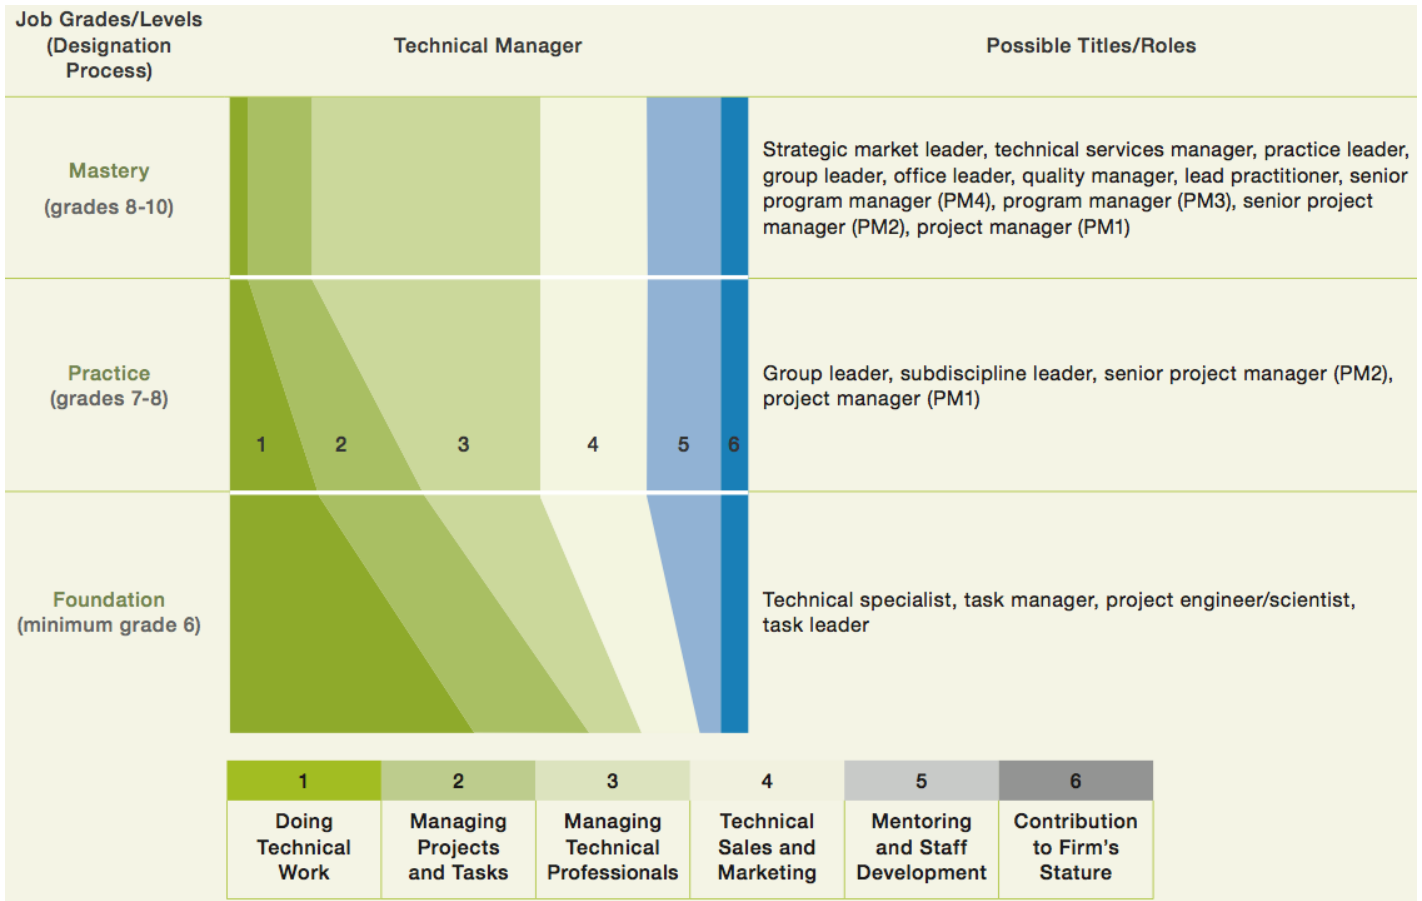 Job Grades/Levels
(Designation
Process)
Technical Manager
Possible Titles/Roles
Mastery
(grades 8-10)
Strategic market leader, technical services manager, practice leader,
group leader, office leader, quality manager, lead practitioner, senior
program manager (PM4), program manager (PM3), senior project
manager (PM2), project manager (PM1)
Practice
(grades 7-8)
1
2
3
4
5
6
Group leader, subdiscipline leader, senior project manager (PM2),
project manager (PM1)
Foundation
(minimum grade 6)
Technical specialist, task manager, project engineer/scientist,
task leader
1
Doing
Technical
Work
2
Managing
Projects
and Tasks
3
Managing
Technical
Professionals
4
Technical
Sales and
Marketing
5
Mentoring
and Staff
Development
6
Contribution
to Firm's
Stature